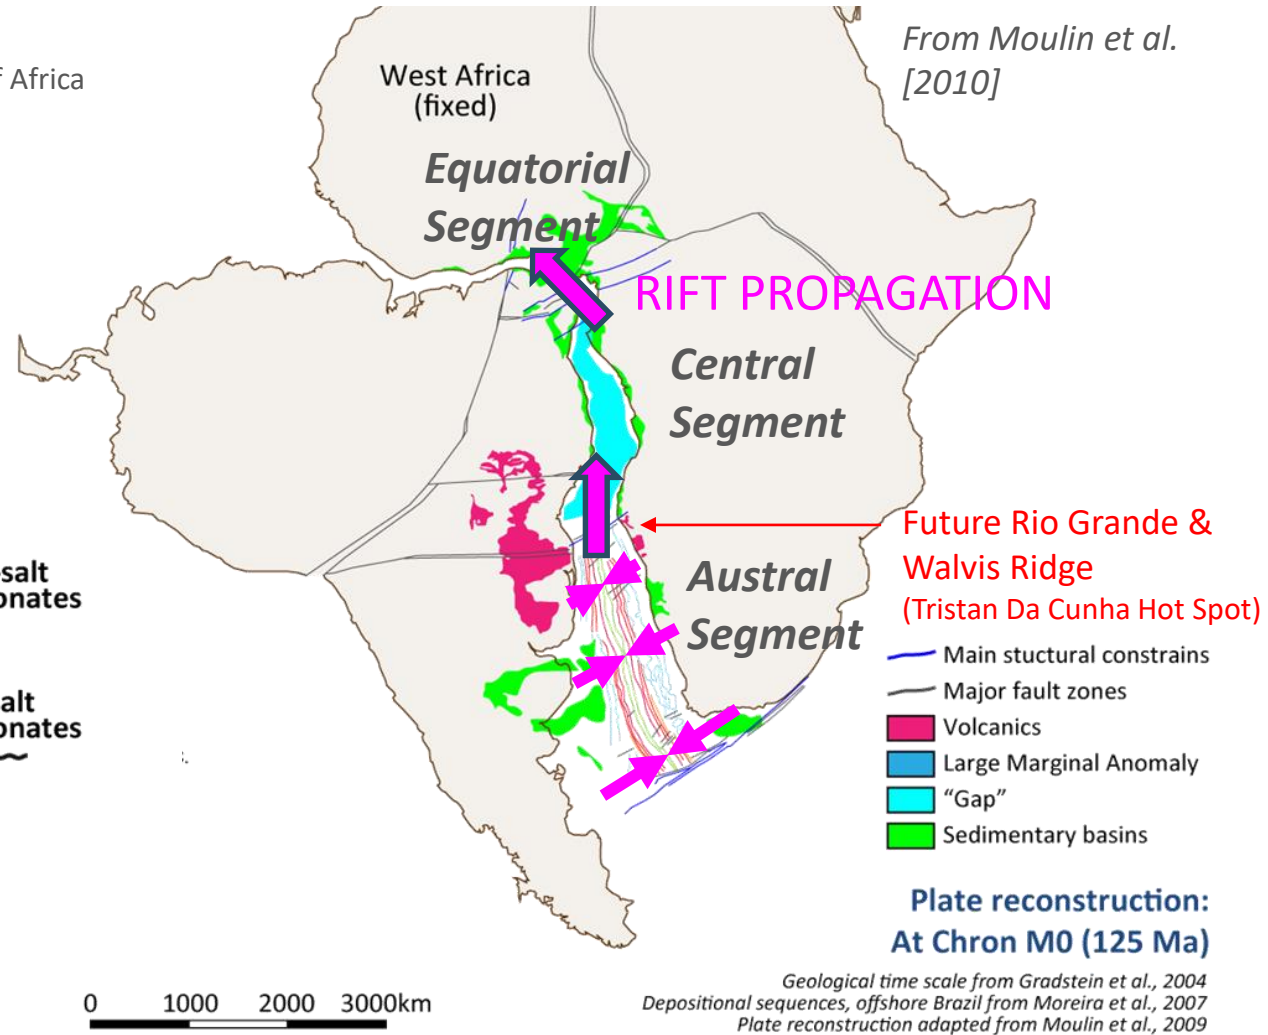 From Moulin et al.
[2010]
f Africa
West Africa
(fixed)
Equatorial
Segment
RIFT PROPAGATION
Central
Segment
Future Rio Grande &
Walvis Ridge
(Tristan Da Cunha Hot Spot)
Austral
Segment
salt
onates
alt
onates
s.
Main stuctural constrains
Major fault zones
Volcanics
Large Marginal Anomaly
“Gap”
Sedimentary basins
Plate reconstruction:
At Chron M0 (125 Ma)
Geological time scale from Gradstein et al., 2004
Depositional sequences, offshore Brazil from Moreira et al., 2007
Plate reconstruction adapted from Moulin et al., 2009
0 1000 2000 3000km